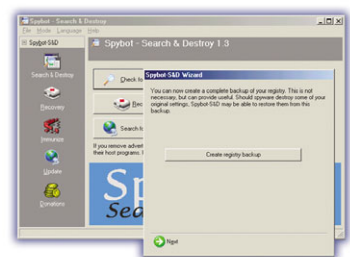 Spybot - Search & Destroy
File Mode Language Help
Spybot-S&D
Spybot - Search & Destroy 1.3
Search & Destroy
Recovery
Immunize
Update
Donations
Check fo
Rec
Search fo
If you remove advert
their host programs.
Sp
Sea
Spybot-S&D Wizard
You can now create a complete backup of your registry. This is not
necessary, but can provide useful. Should spyware destroy some of your
original settings, Spybot-S&D may be able to restore them from this
backup.
Create registry backup
Next